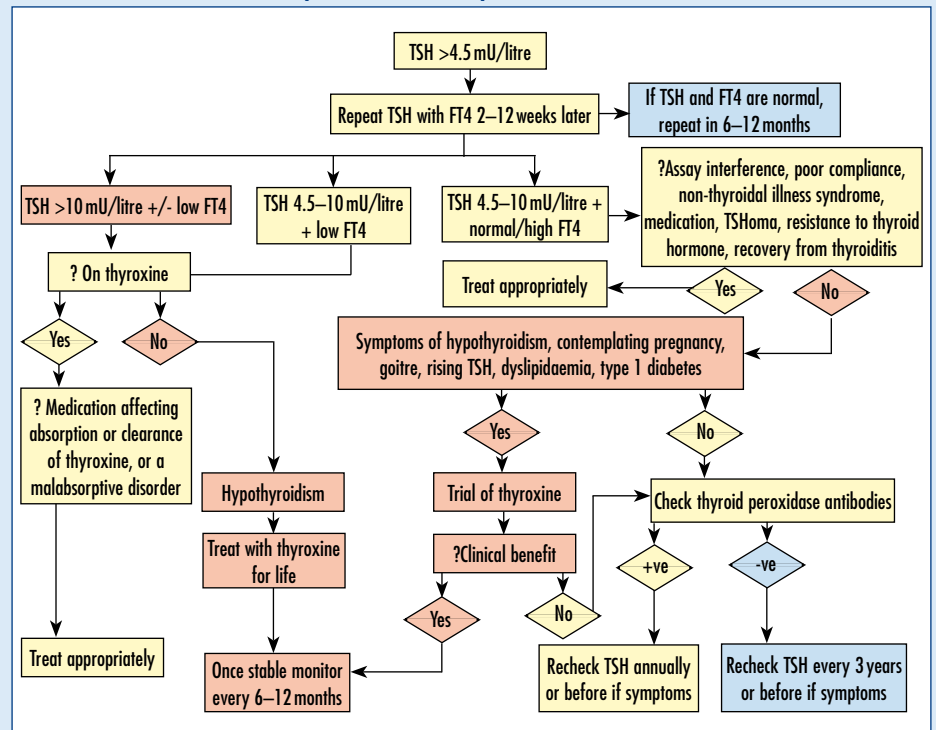 TSH >4.5 mU/litre
Repeat TSH with FT4 2–12 weeks later
If TSH and FT4 are normal,
repeat in 6–12 months
TSH >10 mU/litre +/- low FT4
TSH 4.5–10 mU/litre
+ low FT4
TSH 4.5–10 mU/litre +
normal/high FT4
?Assay interference, poor compliance,
non-thyroidal illness syndrome,
medication, TSHoma, resistance to thyroid
hormone, recovery from thyroiditis
? On thyroxine
Treat appropriately
Yes
No
Yes
No
Symptoms of hypothyroidism, contemplating pregnancy,
goitre, rising TSH, dyslipidaemia, type 1 diabetes
? Medication affecting
absorption or clearance
of thyroxine, or a
malabsorptive disorder
Yes
No
Hypothyroidism
Trial of thyroxine
Check thyroid peroxidase antibodies
Treat with thyroxine
for life
?Clinical benefit
+ve
-ve
Yes
No
Treat appropriately
Once stable monitor
every 6–12 months
Recheck TSH annually
or before if symptoms
Recheck TSH every 3 years
or before if symptoms